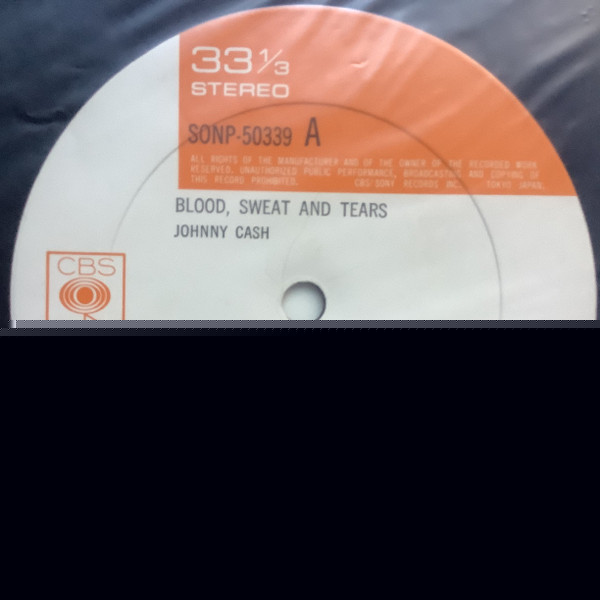 33 1/3
STEREO
SONP-50339 A
ALL RIGHTS OF THE MANUFACTURER AND OF THE OWNER OF THE RECORDED WORK
RESERVED. UNAUTHORIZED PUBLIC PERFORMANCE, BROADCASTING AND COPYING OF
THIS RECORD PROHIBITED. CBS/SONY RECORDS INC. TOKYO JAPAN.
BLOOD, SWEAT AND TEARS
JOHNNY CASH
CBS